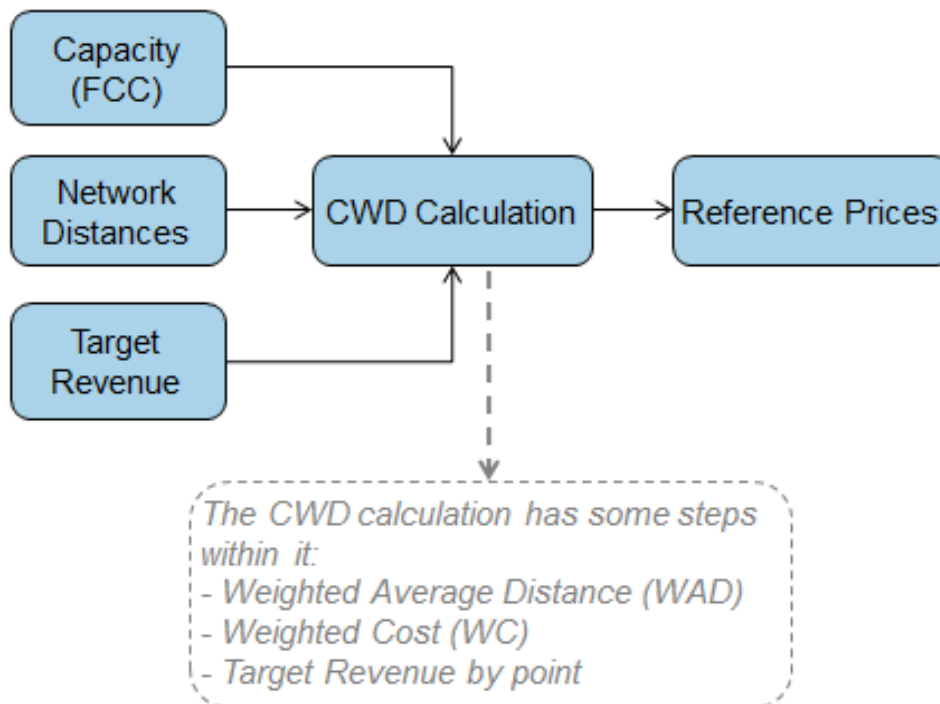 Capacity
(FCC)
Network
Distances
CWD Calculation
Reference Prices
Target
Revenue
The CWD calculation has some steps
within it:
- Weighted Average Distance (WAD)
- Weighted Cost (WC)
- Target Revenue by point